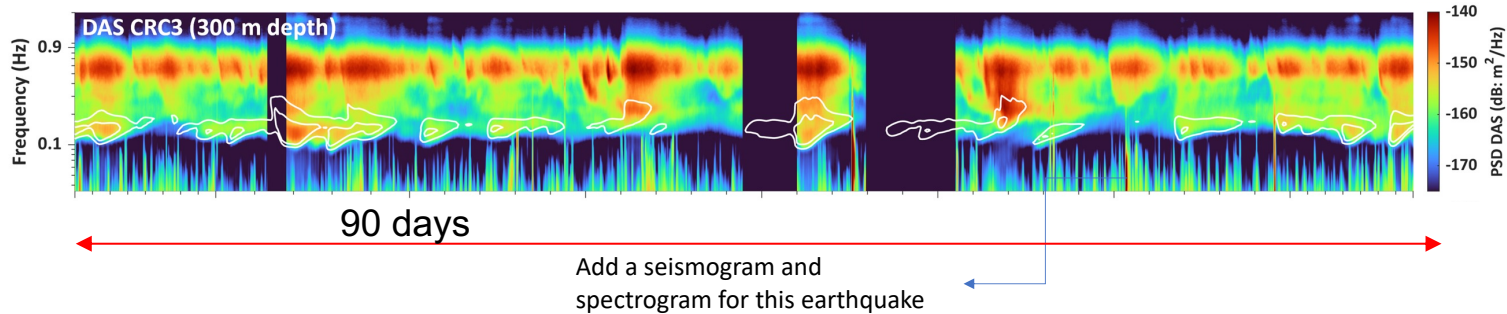 DAS CRC3 (300 m depth)
Frequency (Hz)
0.9
0.1
-140
-150
-160
-170
PSD DAS (dB: m²/Hz)
90 days
Add a seismogram and
spectrogram for this earthquake